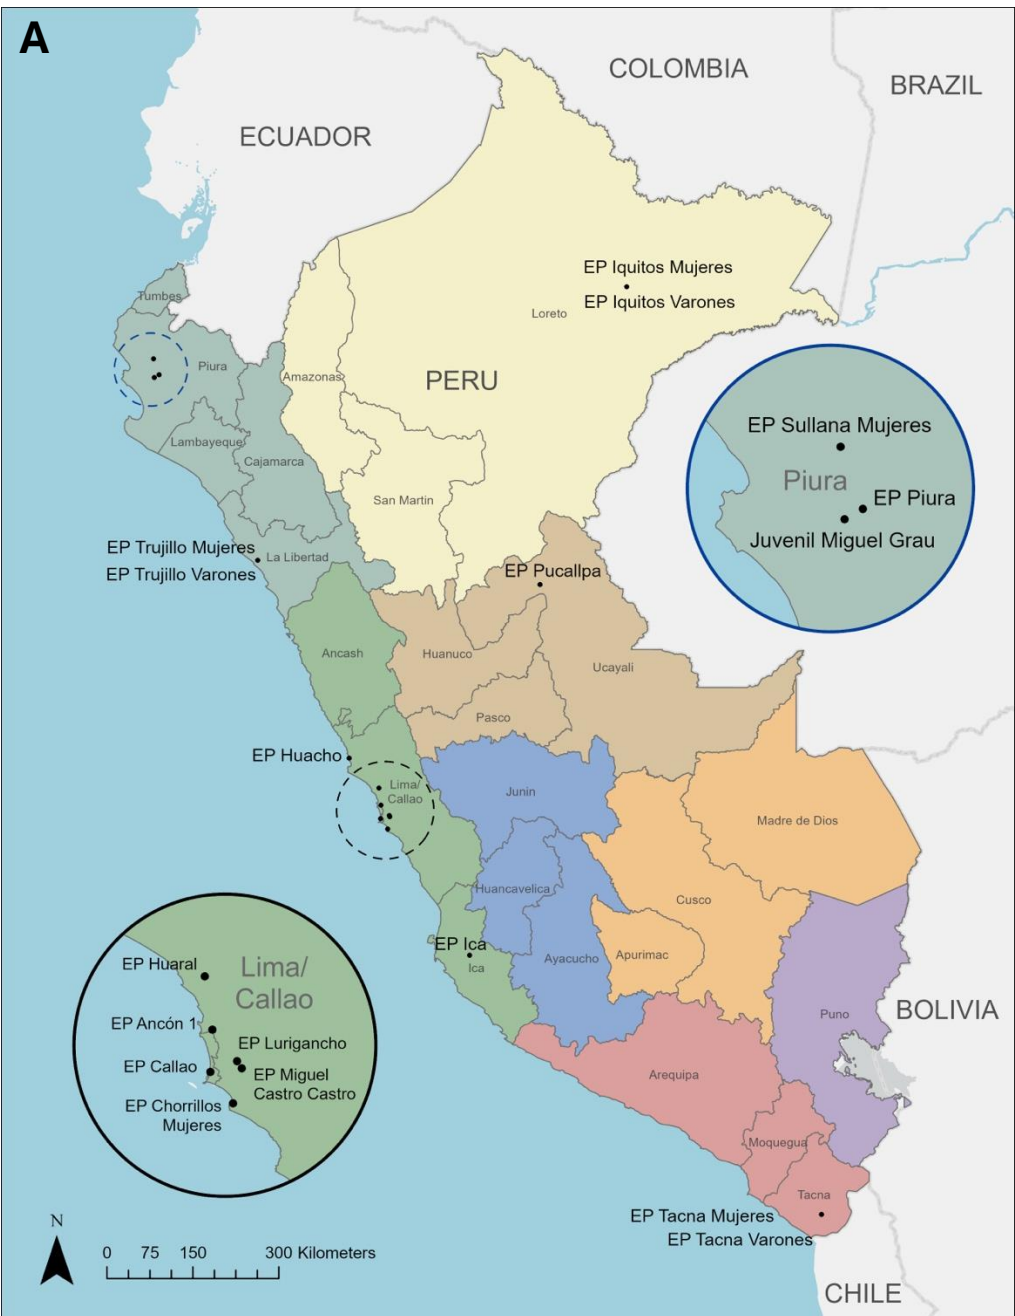 A
COLOMBIA
BRAZIL
ECUADOR
EP Iquitos Mujeres
EP Iquitos Varones
Loreto
Tumbes
Piura
Amazonas
PERU
Lambayeque
Cajamarca
San Martin
EP Sullana Mujeres
Piura
EP Piura
Juvenil Miguel Grau
EP Trujillo Mujeres
EP Trujillo Varones
La Libertad
EP Pucallpa
Ancash
Huanuco
Ucayali
Pasco
EP Huacho
Lima/
Callao
Junin
Madre de Dios
Huancavelica
Cusco
EP Ica
Ica
Ayacucho
Apurimac
Puno
BOLIVIA
EP Huaral
Lima/
Callao
EP Ancón 1
EP Lurigancho
EP Callao
EP Miguel
Castro Castro
EP Chorrillos
Mujeres
Arequipa
Moquegua
Tacna
EP Tacna Mujeres
EP Tacna Varones
N
0 75 150 300 Kilometers
CHILE